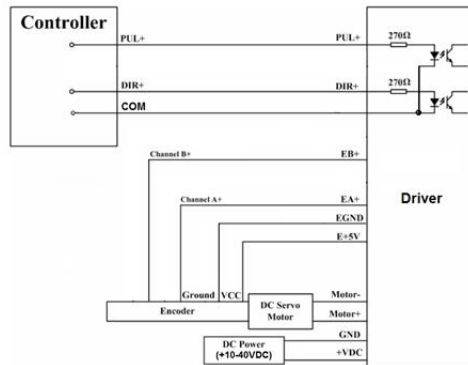 Controller
PUL+ PUL+ 270Ω
DIR+ DIR+ 270Ω
COM
Channel B+ EB+
Driver
Channel A+ EA+
EGND
E+5V
Ground VCC
Encoder
DC Servo
Motor
Motor-
Motor+
DC Power
(+10-40VDC)
GND
+VDC